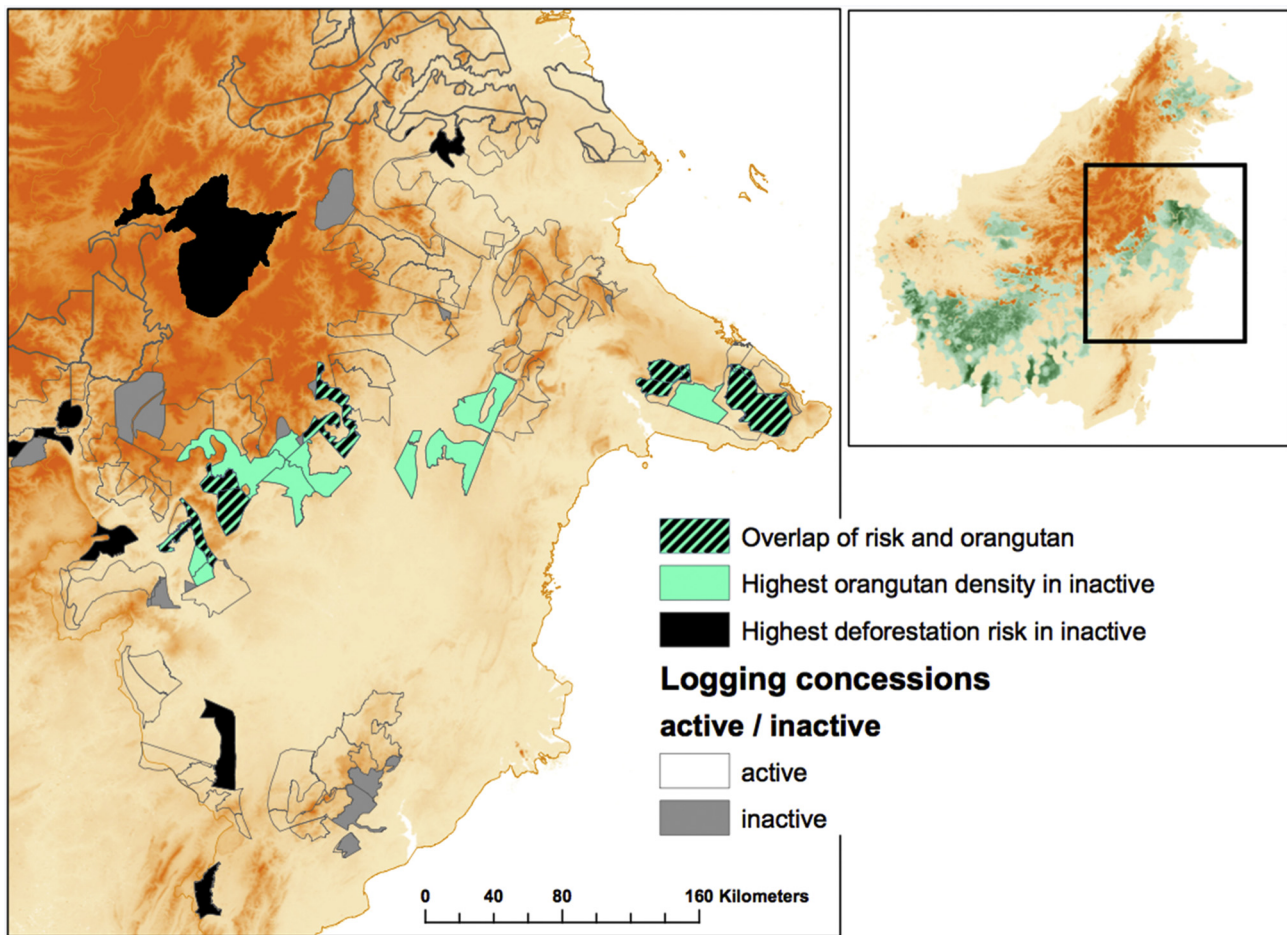 Overlap of risk and orangutan
Highest orangutan density in inactive
Highest deforestation risk in inactive
Logging concessions
active / inactive
active
inactive
0 40 80 160 Kilometers